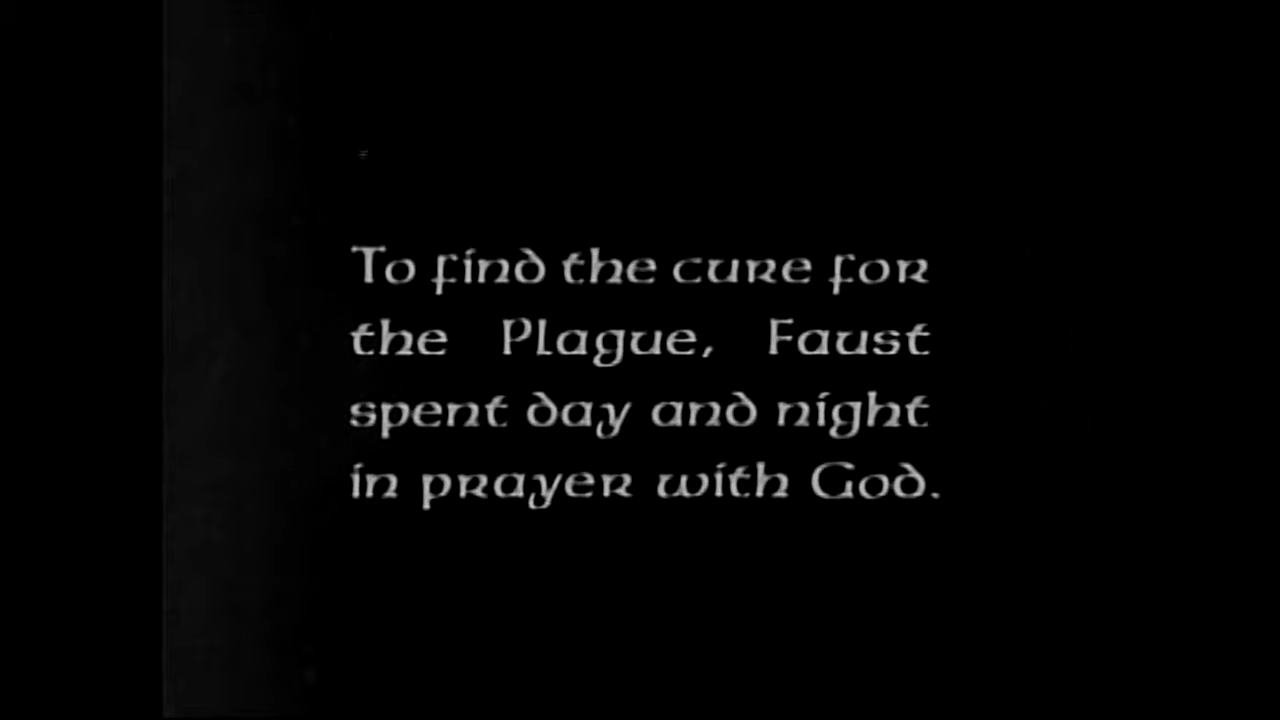 To find the cure for
the Plague, Faust
spent day and night
in prayer with God.